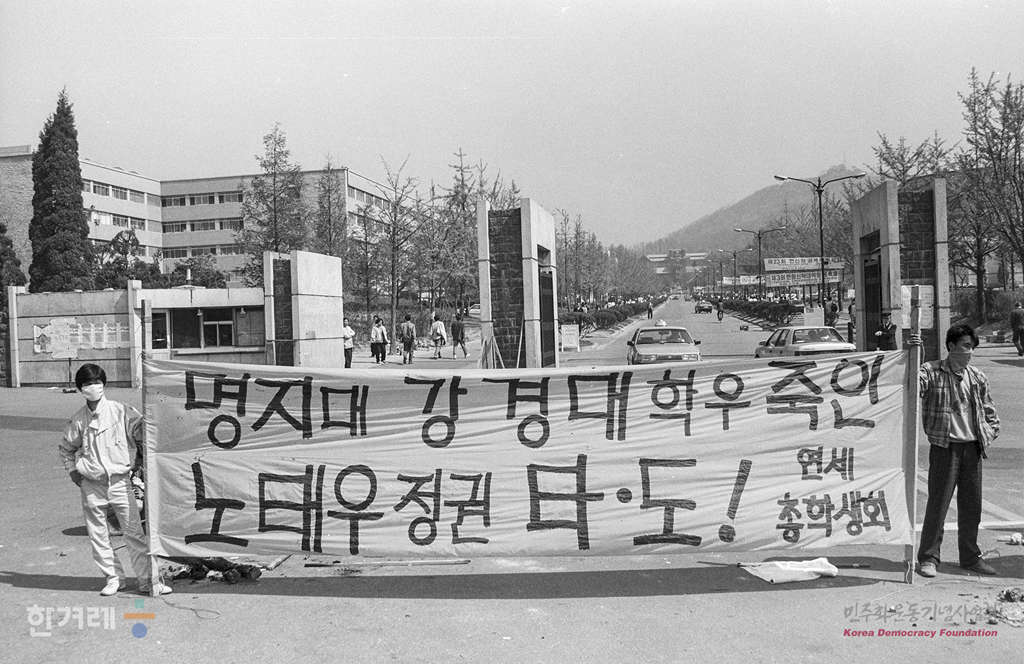 명지대 강경대 학우 죽인
노태우정권 타·도!
연세
총학생회
한겨레
민주화운동기념사업회
Korea Democracy Foundation